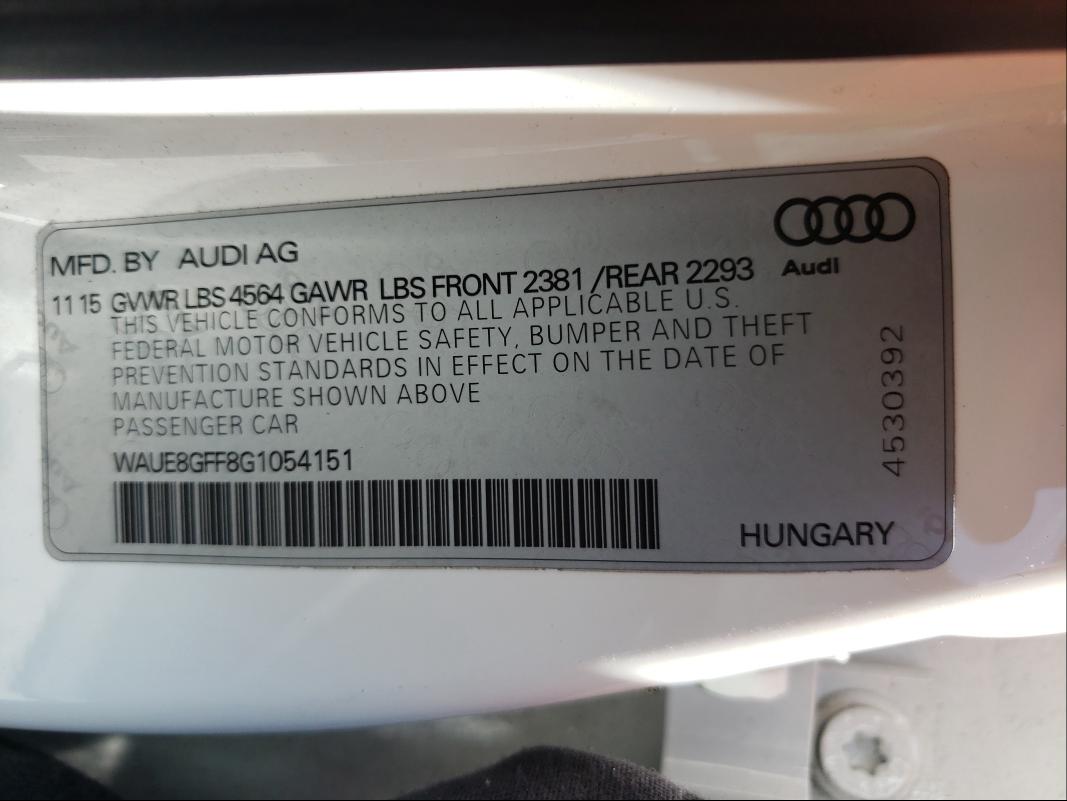 MFD. BY AUDI AG
Audi
11 15 GVWR LBS 4564 GAWR LBS FRONT 2381 /REAR 2293
THIS VEHICLE CONFORMS TO ALL APPLICABLE U.S.
FEDERAL MOTOR VEHICLE SAFETY, BUMPER AND THEFT
PREVENTION STANDARDS IN EFFECT ON THE DATE OF
MANUFACTURE SHOWN ABOVE
PASSENGER CAR
WAUE8GFF8G1054151
HUNGARY
4530392